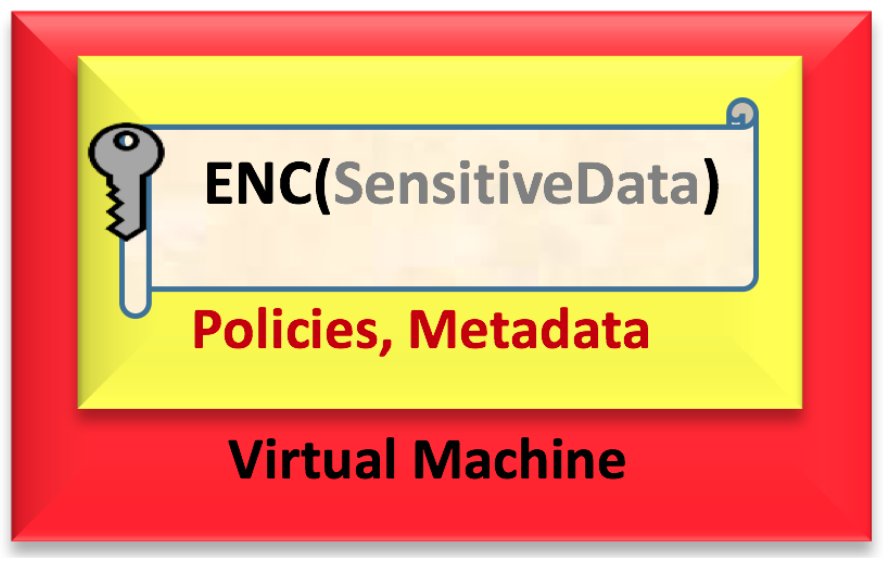 ENC(SensitiveData)
Policies, Metadata
Virtual Machine